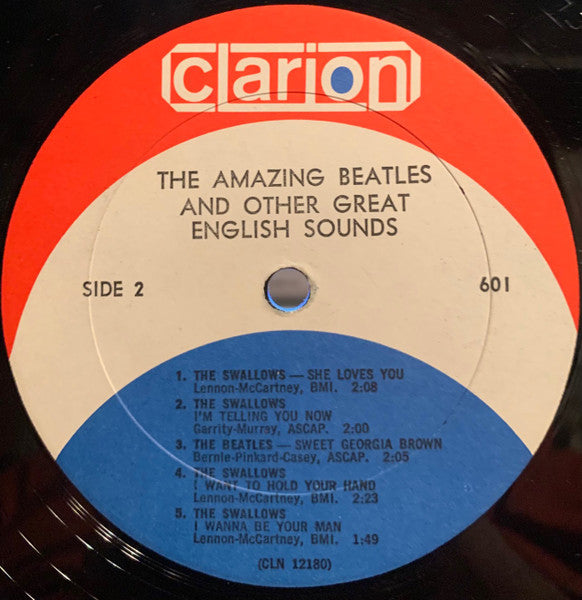 clarion
THE AMAZING BEATLES
AND OTHER GREAT
ENGLISH SOUNDS
SIDE 2
601
1. THE SWALLOWS — SHE LOVES YOU
Lennon-McCartney, BMI. 2:08
2. THE SWALLOWS
I'M TELLING YOU NOW
Garrity-Murray, ASCAP. 2:00
3. THE BEATLES — SWEET GEORGIA BROWN
Bernie-Pinkard-Casey, ASCAP. 2:05
4. THE SWALLOWS
I WANT TO HOLD YOUR HAND
Lennon-McCartney, BMI. 2:23
5. THE SWALLOWS
I WANNA BE YOUR MAN
Lennon-McCartney, BMI. 1:49
(CLN 12180)